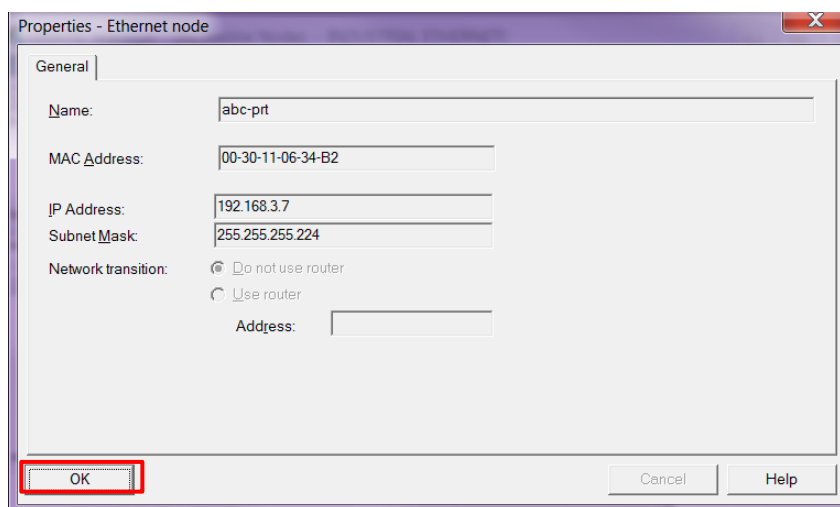 Properties - Ethernet node
General
Name: abc-prt
MAC Address: 00-30-11-06-34-B2
IP Address: 192.168.3.7
Subnet Mask: 255.255.255.224
Network transition: Do not use router
Use router
Address:
OK Cancel Help